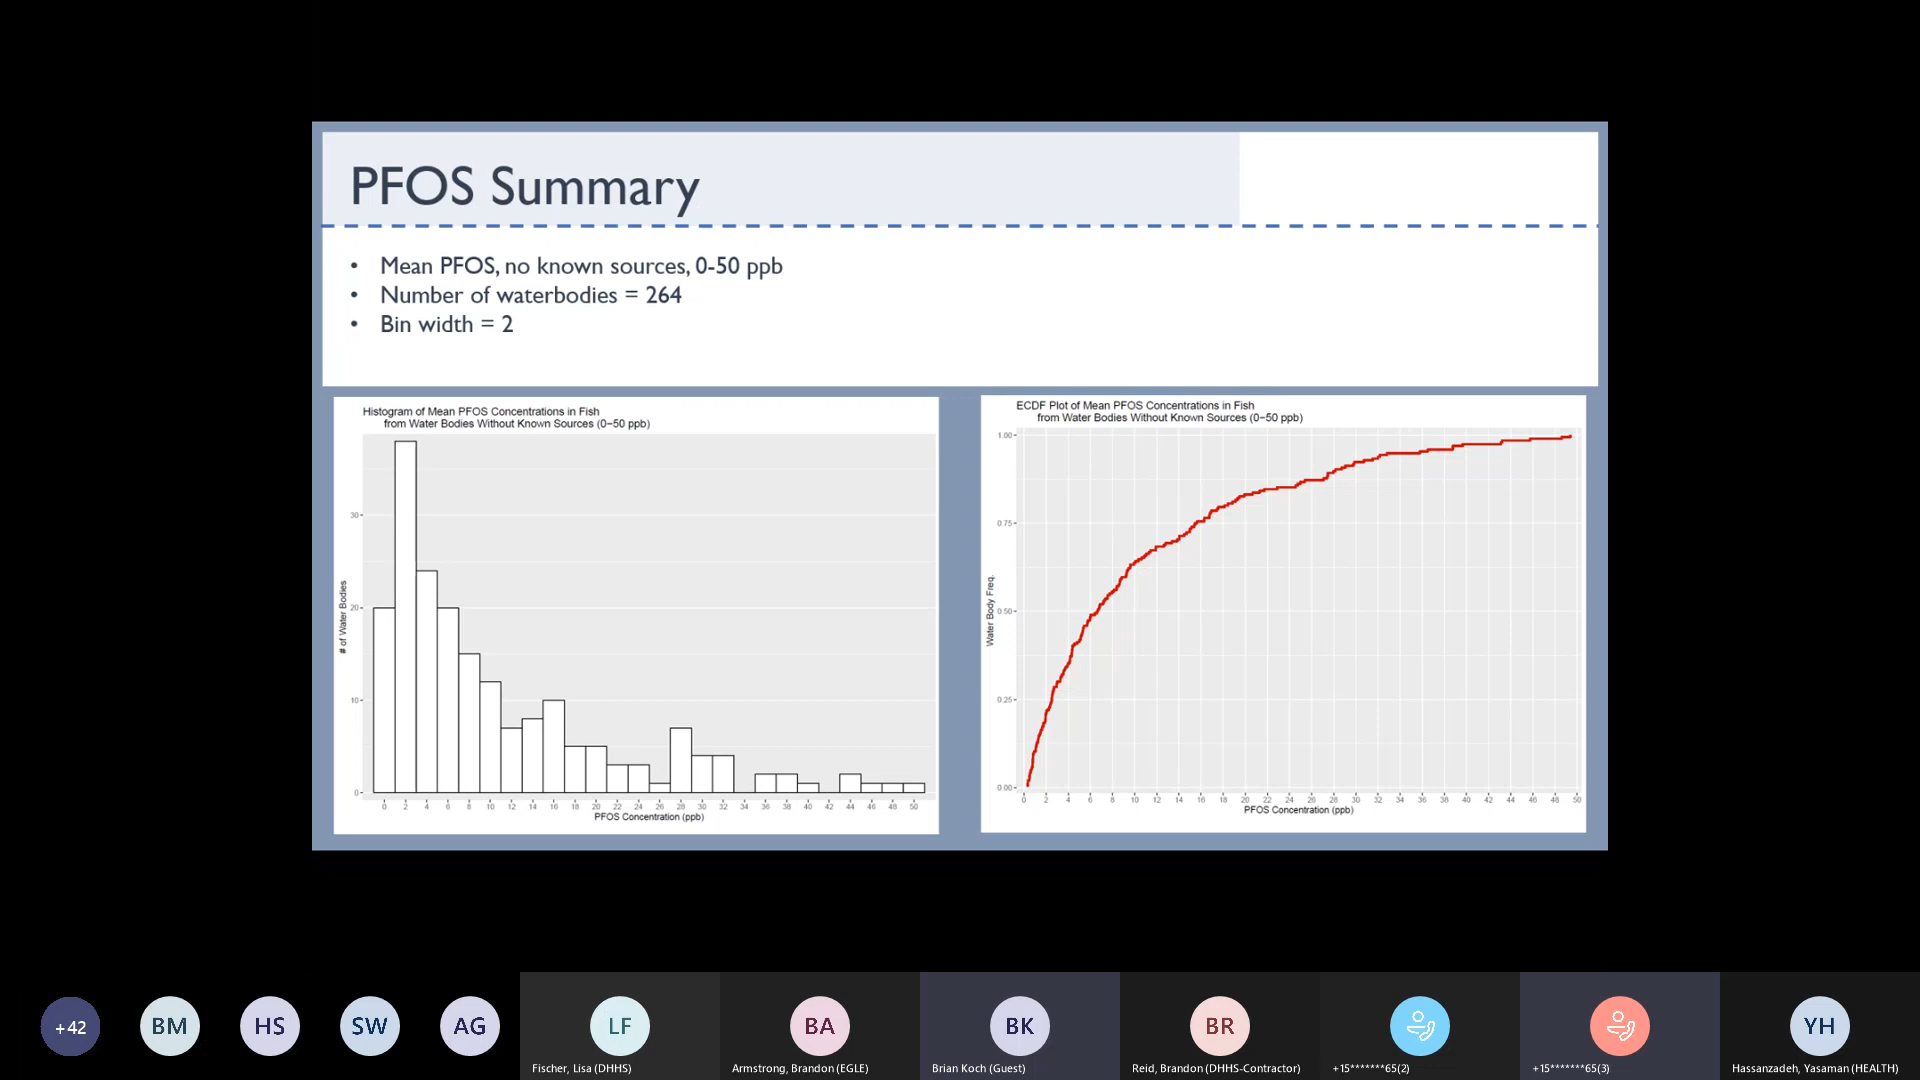 PFOS Summary
• Mean PFOS, no known sources, 0-50 ppb
• Number of waterbodies = 264
• Bin width = 2
Histogram of Mean PFOS Concentrations in Fish
from Water Bodies Without Known Sources (0−50 ppb)
# of Water Bodies
30
20
10
0
0 2 4 6 8 10 12 14 16 18 20 22 24 26 28 30 32 34 36 38 40 42 44 46 48 50
PFOS Concentration (ppb)
ECDF Plot of Mean PFOS Concentrations in Fish
from Water Bodies Without Known Sources (0−50 ppb)
Water Body Freq.
1.00
0.75
0.50
0.25
0.00
0 2 4 6 8 10 12 14 16 18 20 22 24 26 28 30 32 34 36 38 40 42 44 46 48 50
PFOS Concentration (ppb)
+42 BM HS SW AG LF BA BK BR YH
Fischer, Lisa (DHHS)
Armstrong, Brandon (EGLE)
Brian Koch (Guest)
Reid, Brandon (DHHS-Contractor)
+15*******65(2)
+15*******65(3)
Hassanzadeh, Yasaman (HEALTH)